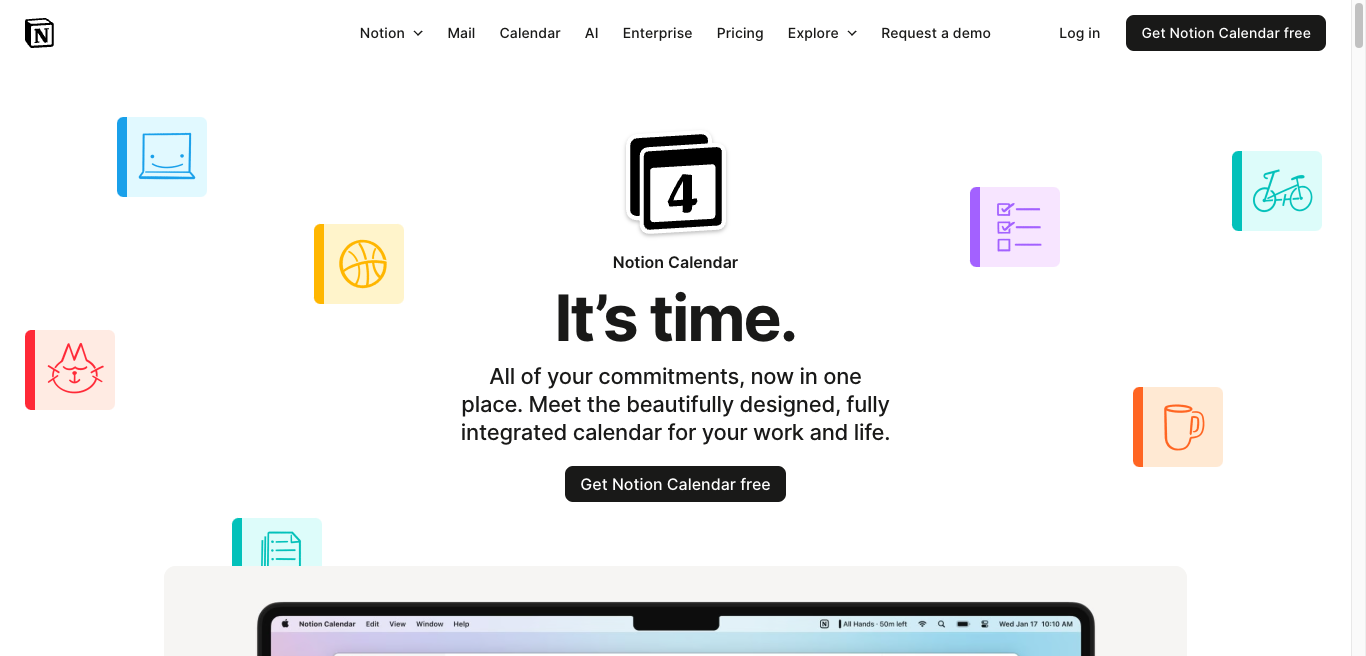 N
Notion Mail Calendar AI Enterprise Pricing Explore Request a demo Log in Get Notion Calendar free
4
Notion Calendar
It’s time.
All of your commitments, now in one
place. Meet the beautifully designed, fully
integrated calendar for your work and life.
Get Notion Calendar free
Notion Calendar Edit View Window Help N All Hands · 50m left Wed Jan 17 10:10 AM